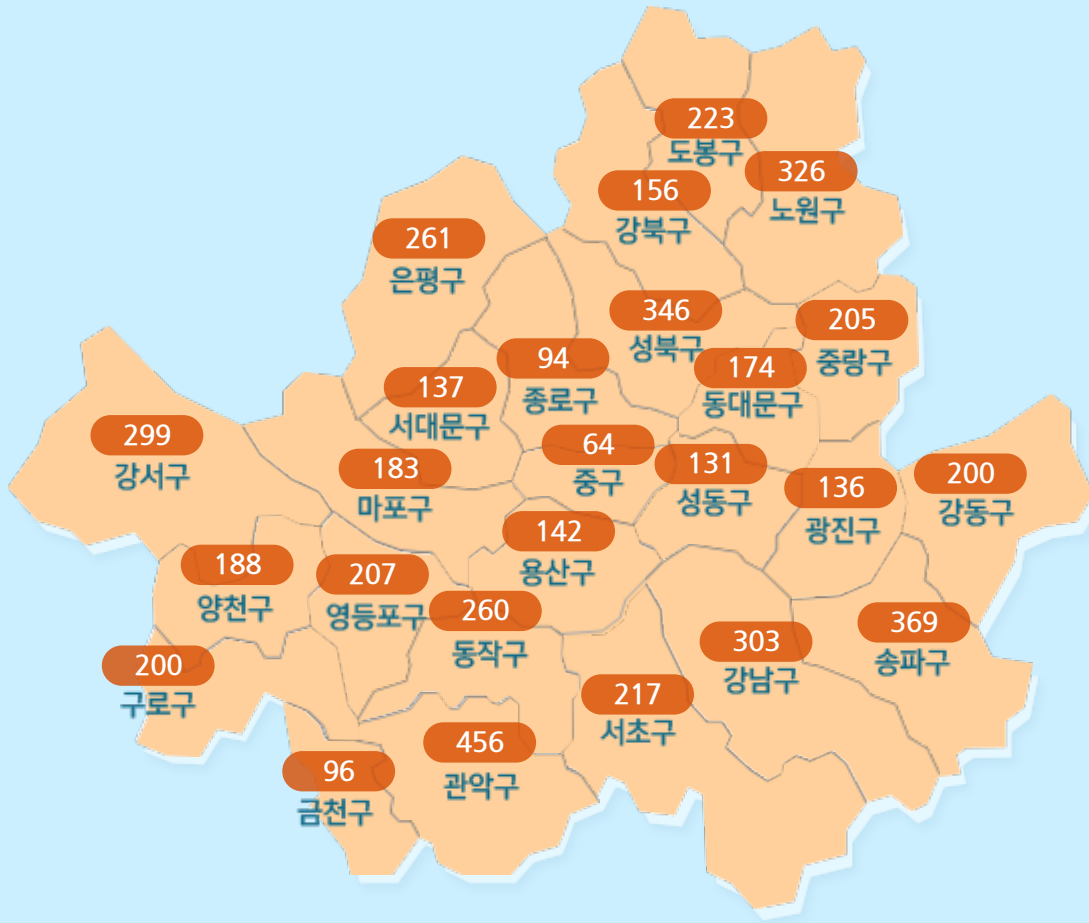 223
도봉구
326
노원구
156
강북구
261
은평구
346
성북구
205
중랑구
94
종로구
174
동대문구
137
서대문구
299
강서구
64
중구
183
마포구
131
성동구
136
광진구
200
강동구
142
용산구
188
양천구
207
영등포구
260
동작구
303
강남구
369
송파구
200
구로구
217
서초구
456
관악구
96
금천구